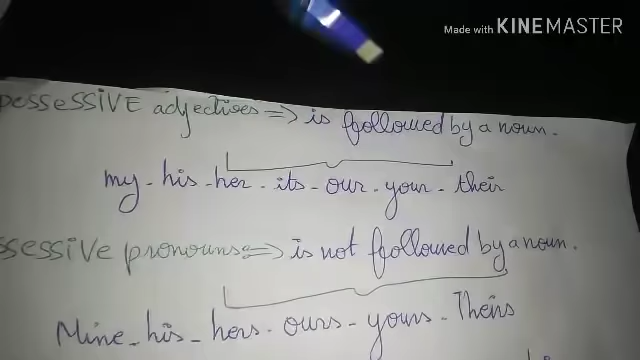 Made with KINEMASTER
possessive adjectives => is followed by a noun.
my - his - her - its - our - your - their
ssessive pronouns => is not followed by a noun.
Mine - his - hers - ours - yours - Theirs